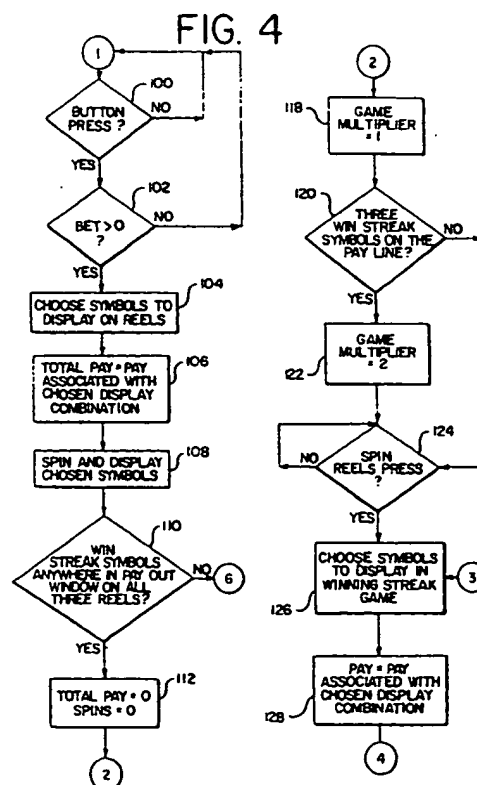 FIG. 4
1
100
BUTTON
PRESS ?
NO
YES
102
BET > 0
?
NO
YES
104
CHOOSE SYMBOLS TO
DISPLAY ON REELS
106
TOTAL PAY = PAY
ASSOCIATED WITH
CHOSEN DISPLAY
COMBINATION
108
SPIN AND DISPLAY
CHOSEN SYMBOLS
110
WIN
STREAK SYMBOLS
ANYWHERE IN PAY OUT
WINDOW ON ALL
THREE REELS?
NO
6
YES
112
TOTAL PAY = 0
SPINS = 0
2
2
118
GAME
MULTIPLIER
= 1
120
THREE
WIN STREAK
SYMBOLS ON THE
PAY LINE?
NO
YES
GAME
MULTIPLIER
= 2
122
124
SPIN
REELS PRESS
?
NO
YES
CHOOSE SYMBOLS
TO DISPLAY IN
WINNING STREAK
GAME
3
126
PAY = PAY
ASSOCIATED WITH
CHOSEN DISPLAY
COMBINATION
128
4